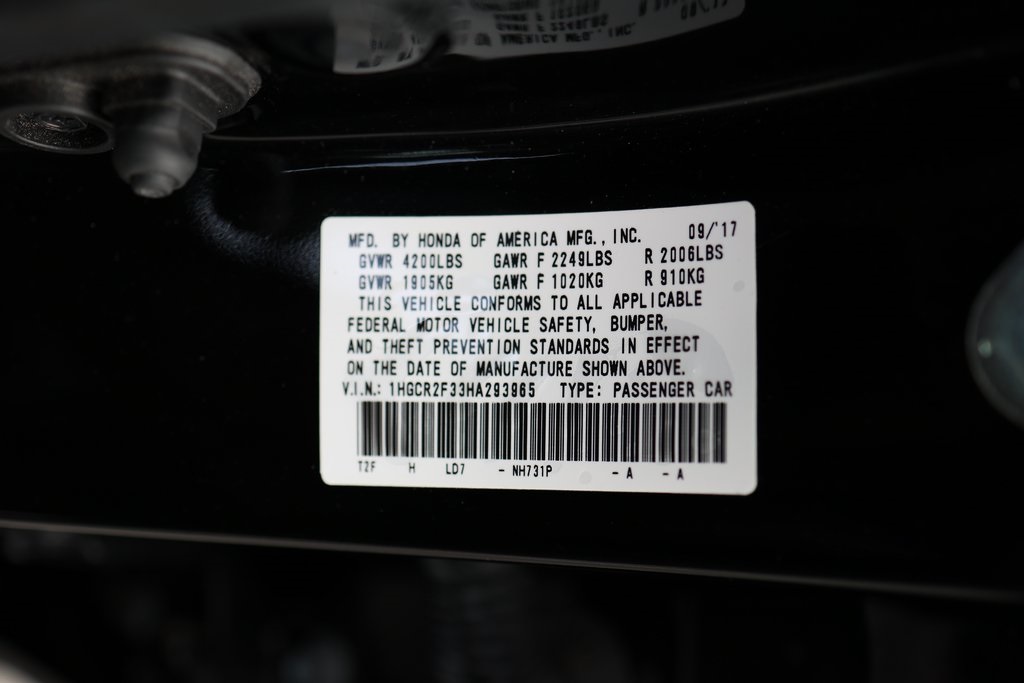 MFD. BY HONDA OF AMERICA MFG., INC. 09/'17
GVWR 4200LBS GAWR F 2249LBS R 2006LBS
GVWR 1905KG GAWR F 1020KG R 910KG
THIS VEHICLE CONFORMS TO ALL APPLICABLE
FEDERAL MOTOR VEHICLE SAFETY, BUMPER,
AND THEFT PREVENTION STANDARDS IN EFFECT
ON THE DATE OF MANUFACTURE SHOWN ABOVE.
V.I.N.: 1HGCR2F33HA293965 TYPE: PASSENGER CAR
T2F H LD7 - NH731P - A - A